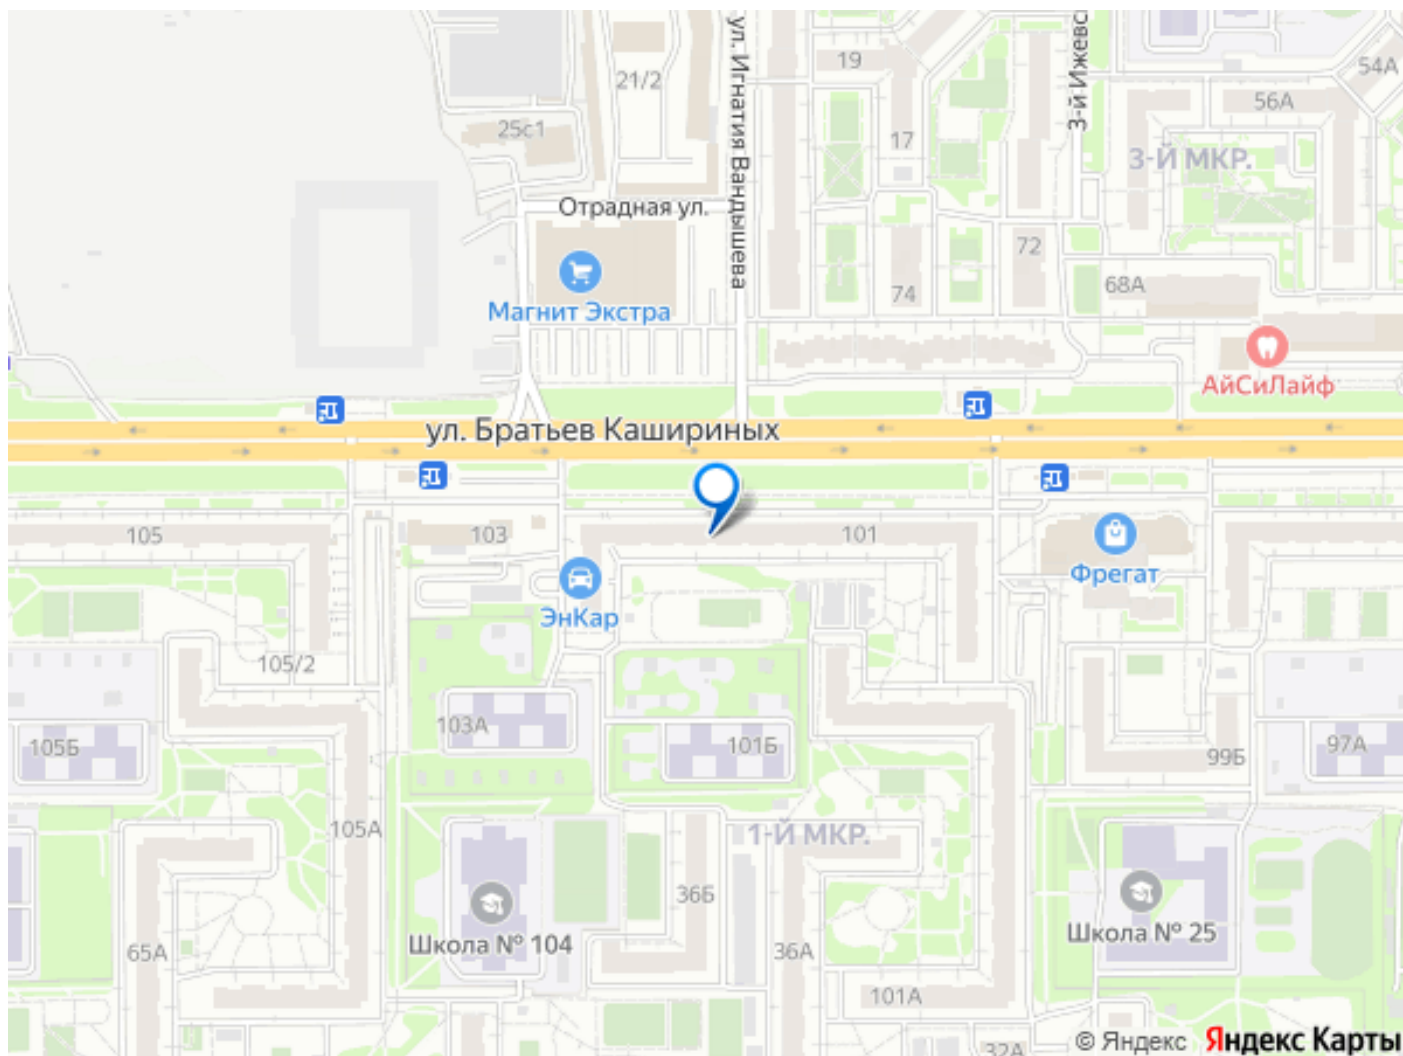 ул. Игнатия Вандышева
3-й Ижевс
19
54А
21/2
56А
25с1
17
3-Й МКР.
Отрадная ул.
72
68А
74
Магнит Экстра
АйСиЛайф
ул. Братьев Кашириных
105
103
101
Фрегат
ЭнКар
105/2
103А
105Б
101Б
97А
99Б
105А
1-Й МКР.
36Б
Школа № 25
Школа № 104
65А
36А
101А
32А
© Яндекс Яндекс Карты